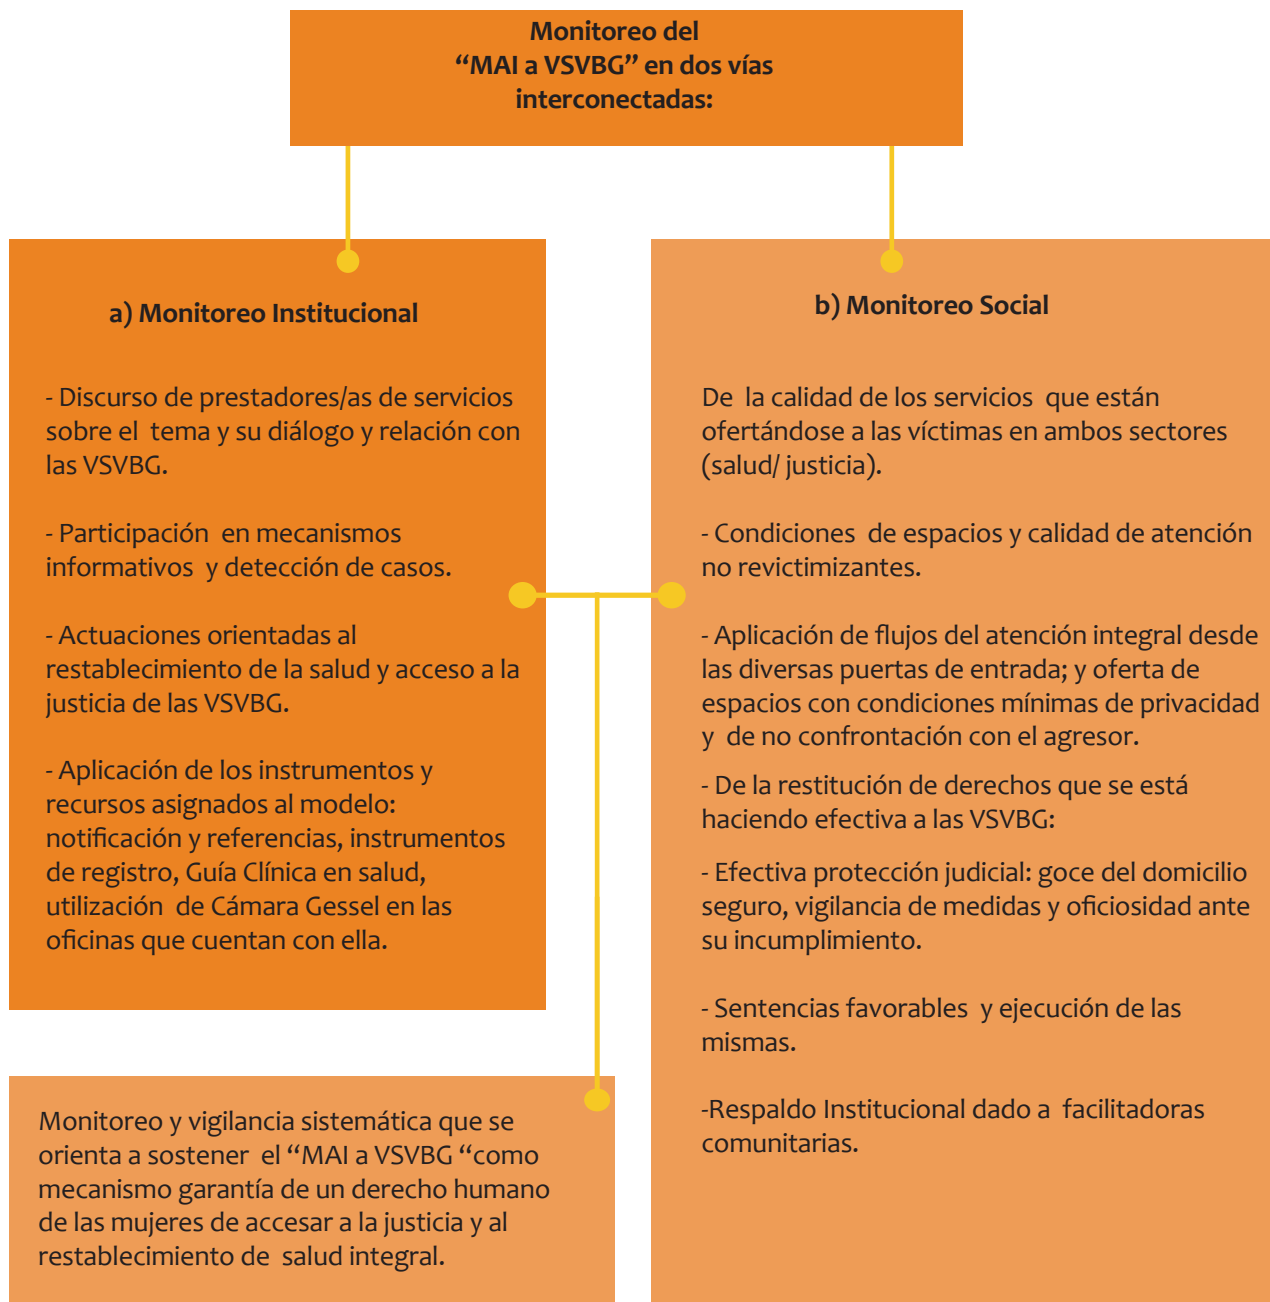 Monitoreo del
“MAI a VSVBG” en dos vías
interconectadas:
a) Monitoreo Institucional
- Discurso de prestadores/as de servicios
sobre el tema y su diálogo y relación con
las VSVBG.
- Participación en mecanismos
informativos y detección de casos.
- Actuaciones orientadas al
restablecimiento de la salud y acceso a la
justicia de las VSVBG.
- Aplicación de los instrumentos y
recursos asignados al modelo:
notificación y referencias, instrumentos
de registro, Guía Clínica en salud,
utilización de Cámara Gessel en las
oficinas que cuentan con ella.
b) Monitoreo Social
De la calidad de los servicios que están
ofertándose a las víctimas en ambos sectores
(salud/ justicia).
- Condiciones de espacios y calidad de atención
no revictimizantes.
- Aplicación de flujos del atención integral desde
las diversas puertas de entrada; y oferta de
espacios con condiciones mínimas de privacidad
y de no confrontación con el agresor.
- De la restitución de derechos que se está
haciendo efectiva a las VSVBG:
- Efectiva protección judicial: goce del domicilio
seguro, vigilancia de medidas y oficiosidad ante
su incumplimiento.
- Sentencias favorables y ejecución de las
mismas.
-Respaldo Institucional dado a facilitadoras
comunitarias.
Monitoreo y vigilancia sistemática que se
orienta a sostener el “MAI a VSVBG “como
mecanismo garantía de un derecho humano
de las mujeres de accesar a la justicia y al
restablecimiento de salud integral.